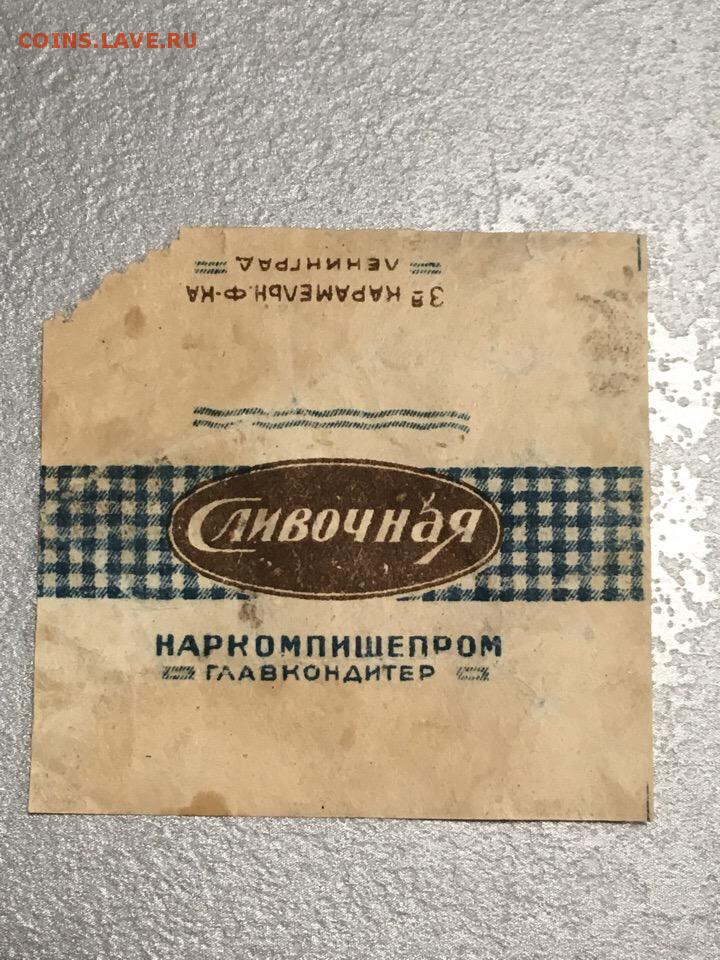 COINS.LAVE.RU
ЛЕНИНГРАД
3я КАРАМЕЛЬН. Ф-КА
Сливочная
НАРКОМПИЩЕПРОМ
ГЛАВКОНДИТЕР